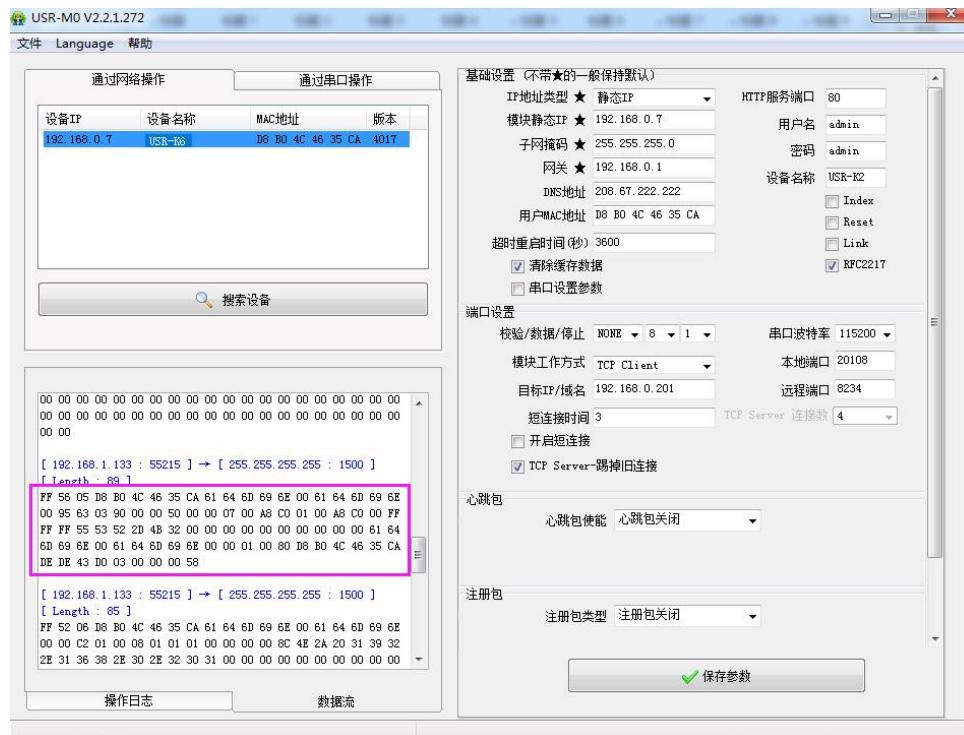 USR-M0 V2.2.1.272
文件 Language 帮助
通过网络操作 通过串口操作
设备IP 设备名称 MAC地址 版本
192.168.0.7 USR-K6 D8 B0 4C 46 35 CA 4017
搜索设备
00 00 00 00 00 00 00 00 00 00 00 00 00 00 00 00 00 00 00 00
00 00 00 00 00 00 00 00 00 00 00 00 00 00 00 00 00 00 00 00
00 00
[ 192.168.1.133 : 55215 ] → [ 255.255.255.255 : 1500 ]
[ Length : 89 ]
FF 56 05 D8 B0 4C 46 35 CA 61 64 6D 69 6E 00 61 64 6D 69 6E
00 95 63 03 90 00 00 50 00 00 07 00 A8 C0 01 00 A8 C0 00 FF
FF FF 55 53 52 2D 4B 32 00 00 00 00 00 00 00 00 00 00 61 64
6D 69 6E 00 61 64 6D 69 6E 00 00 01 00 80 D8 B0 4C 46 35 CA
DE DE 43 D0 03 00 00 00 58
[ 192.168.1.133 : 55215 ] → [ 255.255.255.255 : 1500 ]
[ Length : 85 ]
FF 52 06 D8 B0 4C 46 35 CA 61 64 6D 69 6E 00 61 64 6D 69 6E
00 00 C2 01 00 08 01 01 01 00 00 00 00 8C 4E 2A 20 31 39 32
2E 31 36 38 2E 30 2E 32 30 31 00 00 00 00 00 00 00 00 00 00
操作日志 数据流
基础设置 (不带★的一般保持默认)
IP地址类型 ★ 静态IP HTTP服务端口 80
模块静态IP ★ 192.168.0.7 用户名 admin
子网掩码 ★ 255.255.255.0 密码 admin
网关 ★ 192.168.0.1 设备名称 USR-K2
DNS地址 208.67.222.222 Index
用户MAC地址 D8 B0 4C 46 35 CA Reset
超时重启时间(秒) 3600 Link
清除缓存数据 RFC2217
串口设置参数
端口设置
校验/数据/停止 NONE 8 1 串口波特率 115200
模块工作方式 TCP Client 本地端口 20108
目标IP/域名 192.168.0.201 远程端口 8234
短连接时间 3 TCP Server 连接数 4
开启短连接
TCP Server-踢掉旧连接
心跳包
心跳包使能 心跳包关闭
注册包
注册包类型 注册包关闭
保存参数